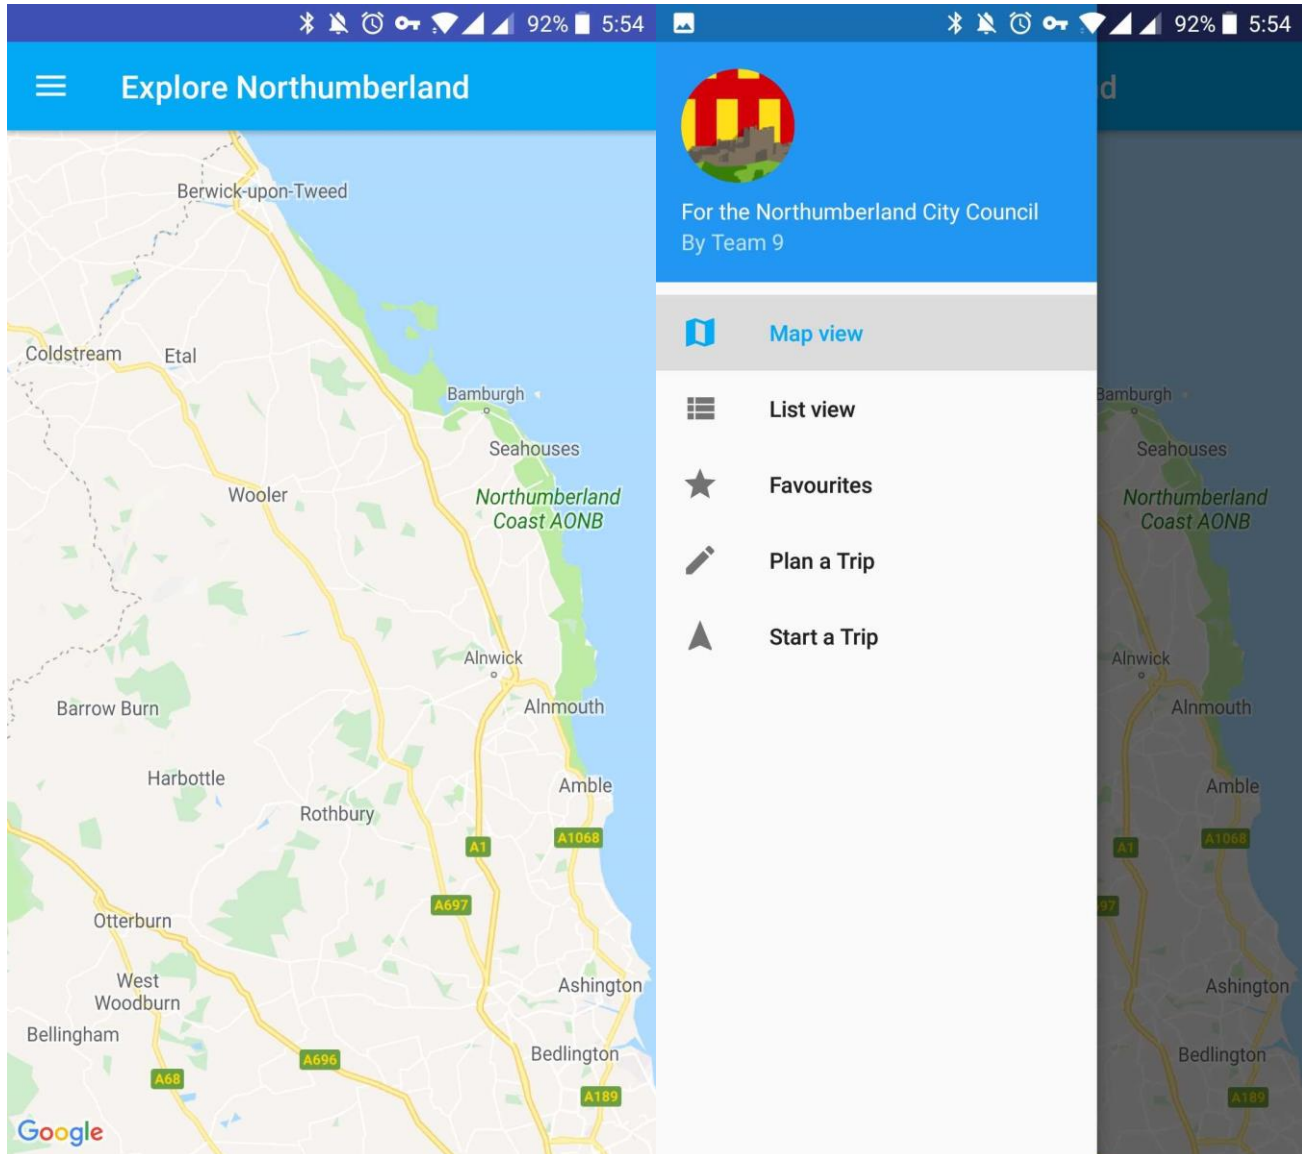 92% 5:54
Explore Northumberland
Berwick-upon-Tweed
Coldstream
Etal
Bamburgh
Seahouses
Wooler
Northumberland
Coast AONB
Alnwick
Barrow Burn
Alnmouth
Harbottle
Amble
Rothbury
A1
A1068
A697
Otterburn
West
Woodburn
Ashington
Bellingham
Bedlington
A696
A68
A189
Google
92% 5:54
d
For the Northumberland City Council
By Team 9
Map view
List view
Favourites
Plan a Trip
Start a Trip
Bamburgh
Seahouses
Northumberland
Coast AONB
Alnwick
Alnmouth
Amble
A1
A1068
97
Ashington
Bedlington
A189